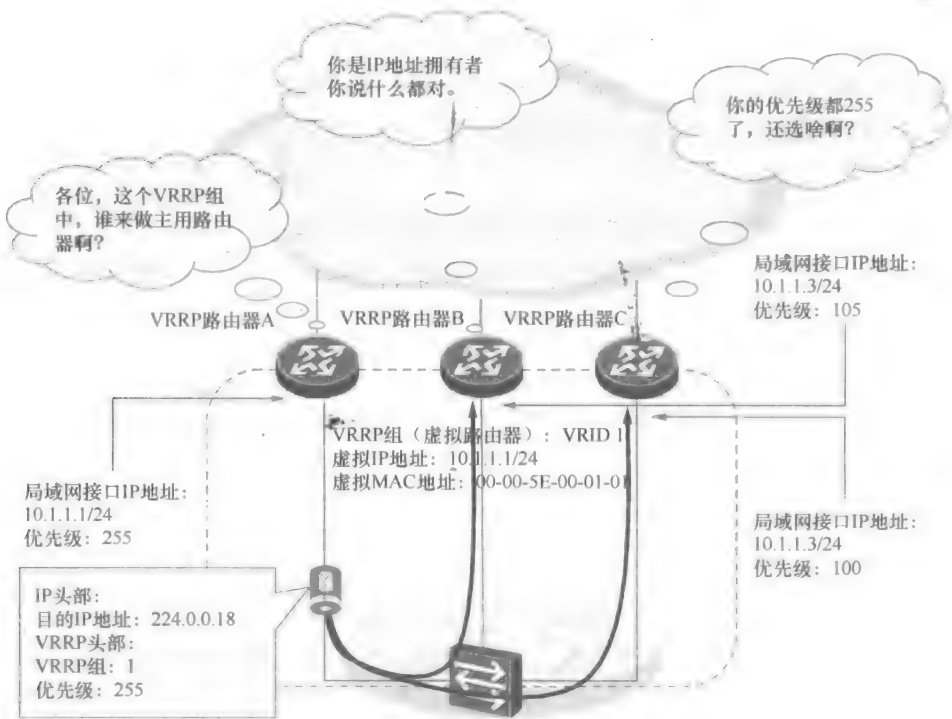 你是IP地址拥有者
你说什么都对。
你的优先级都255
了，还选啥啊？
各位，这个VRRP组
中，谁来做主用路由
器啊？
局域网接口IP地址：
10.1.1.3/24
优先级：105
VRRP路由器A
VRRP路由器B
VRRP路由器C
VRRP组（虚拟路由器）：VRID 1
虚拟IP地址：10.1.1.1/24
虚拟MAC地址：00-00-5E-00-01-01
局域网接口IP地址：
10.1.1.1/24
优先级：255
局域网接口IP地址：
10.1.1.3/24
优先级：100
IP头部：
目的IP地址：224.0.0.18
VRRP头部：
VRRP组：1
优先级：255